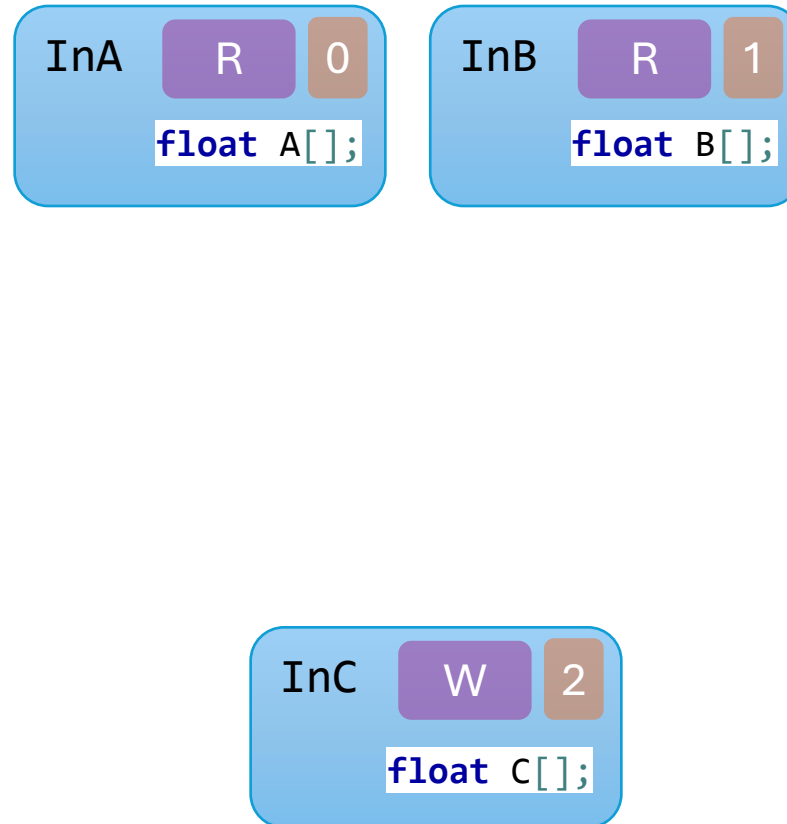 InA R 0 InB R 1
float A[]; float B[];
InC W 2
float C[];